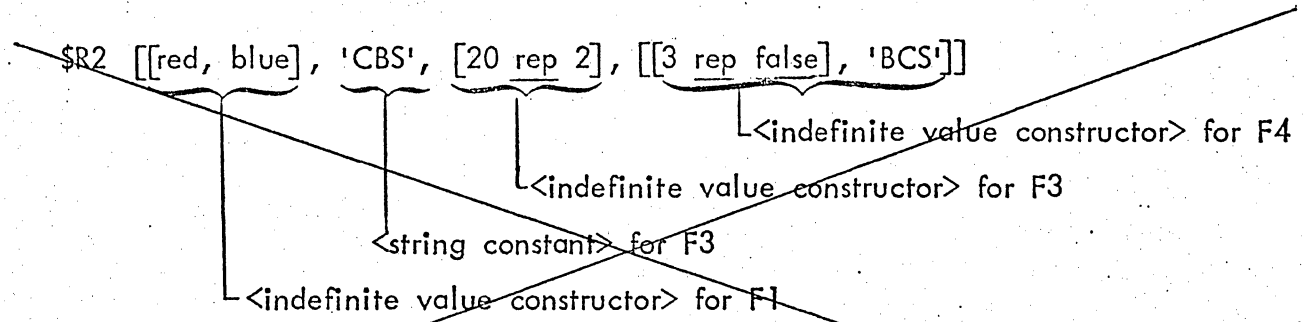 $R2 [[red, blue], 'CBS', [20 rep 2], [[3 rep false], 'BCS']]
<indefinite value constructor> for F4
<indefinite value constructor> for F3
<string constant> for F3
<indefinite value constructor> for F1